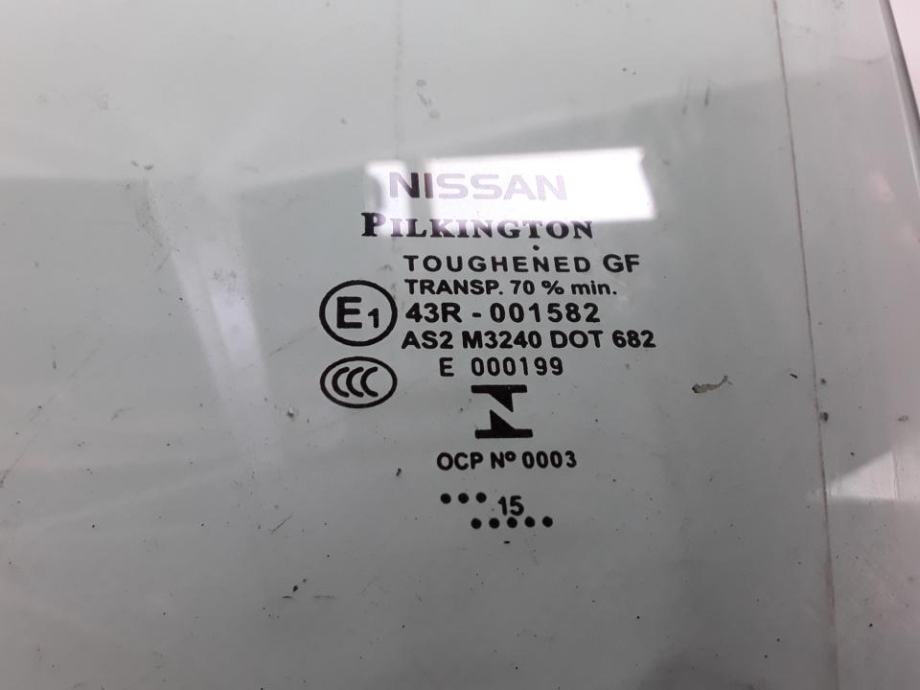 NISSAN
PILKINGTON
TOUGHENED GF
TRANSP. 70 % min.
E1 43R - 001582
AS2 M3240 DOT 682
CCC E 000199
OCP Nº 0003
••• 15
•••••